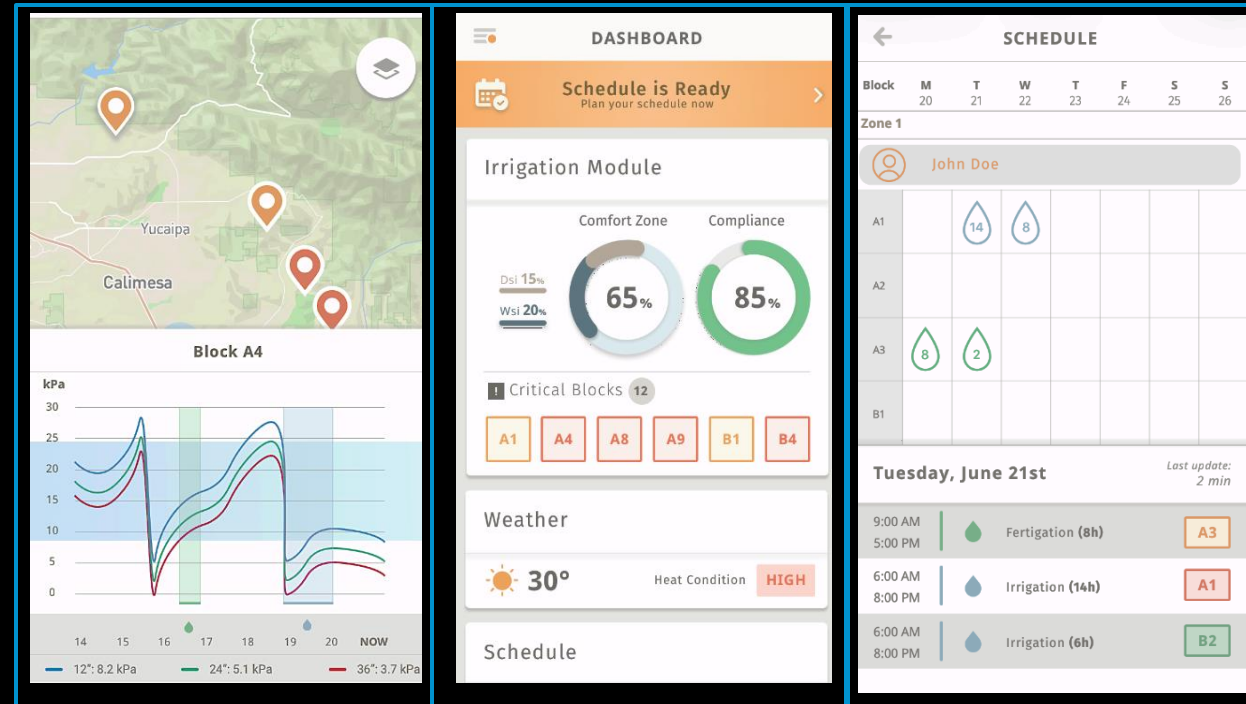 Yucaipa
Calimesa
Block A4
kPa
30
25
20
15
10
5
0
14 15 16 17 18 19 20 NOW
12": 8.2 kPa 24": 5.1 kPa 36": 3.7 kPa
DASHBOARD
Schedule is Ready
Plan your schedule now
Irrigation Module
Comfort Zone Compliance
Dsi 15%
Wsi 20%
65%
85%
! Critical Blocks 12
A1 A4 A8 A9 B1 B4
Weather
30° Heat Condition HIGH
Schedule
SCHEDULE
Block M T W T F S S
20 21 22 23 24 25 26
Zone 1
John Doe
A1 14 8
A2
A3 8 2
B1
Tuesday, June 21st
Last update:
2 min
9:00 AM
5:00 PM
Fertigation (8h)
A3
6:00 AM
8:00 PM
Irrigation (14h)
A1
6:00 AM
8:00 PM
Irrigation (6h)
B2